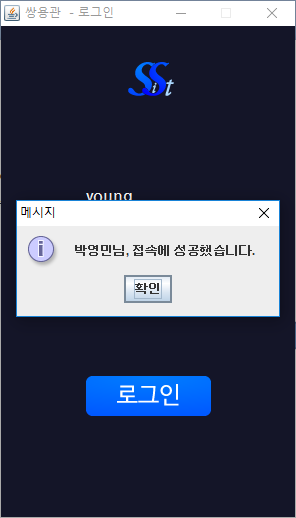 쌍용관 - 로그인
SSit
young
메시지
박영민님, 접속에 성공했습니다.
확인
로그인